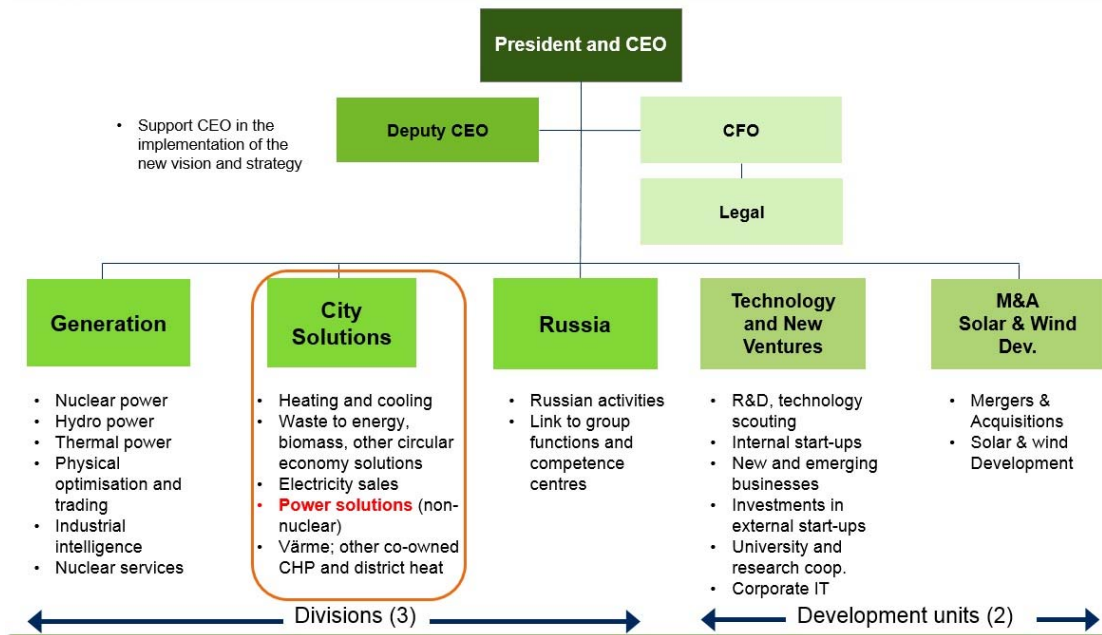 President and CEO
• Support CEO in the
implementation of the
new vision and strategy
Deputy CEO
CFO
Legal
Generation
City
Solutions
Russia
Technology
and New
Ventures
M&A
Solar & Wind
Dev.
• Nuclear power
• Hydro power
• Thermal power
• Physical
optimisation and
trading
• Industrial
intelligence
• Nuclear services
• Heating and cooling
• Waste to energy,
biomass, other circular
economy solutions
• Electricity sales
• Power solutions (non-
nuclear)
• Värme; other co-owned
CHP and district heat
• Russian activities
• Link to group
functions and
competence
centres
• R&D, technology
scouting
• Internal start-ups
• New and emerging
businesses
• Investments in
external start-ups
• University and
research coop.
• Corporate IT
• Mergers &
Acquisitions
• Solar & wind
Development
Divisions (3)
Development units (2)